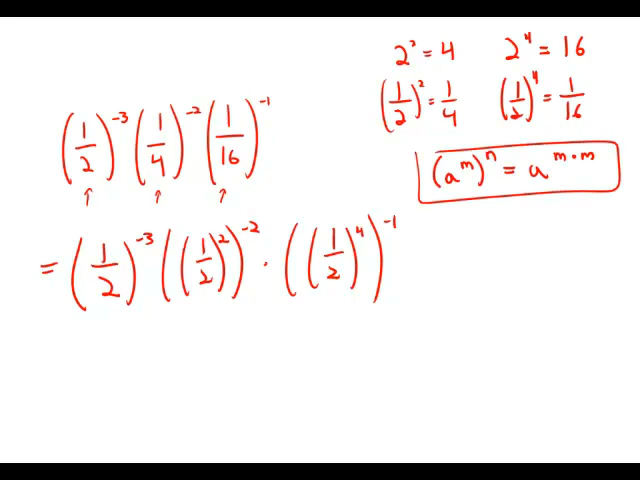 2² = 4 2⁴ = 16
(1/2)² = 1/4 (1/2)⁴ = 1/16
(aᵐ)ⁿ = aᵐ·ᵐ
(1/2)⁻³ (1/4)⁻² (1/16)⁻¹
= (1/2)⁻³ ((1/2)²)⁻² · ((1/2)⁴)⁻¹